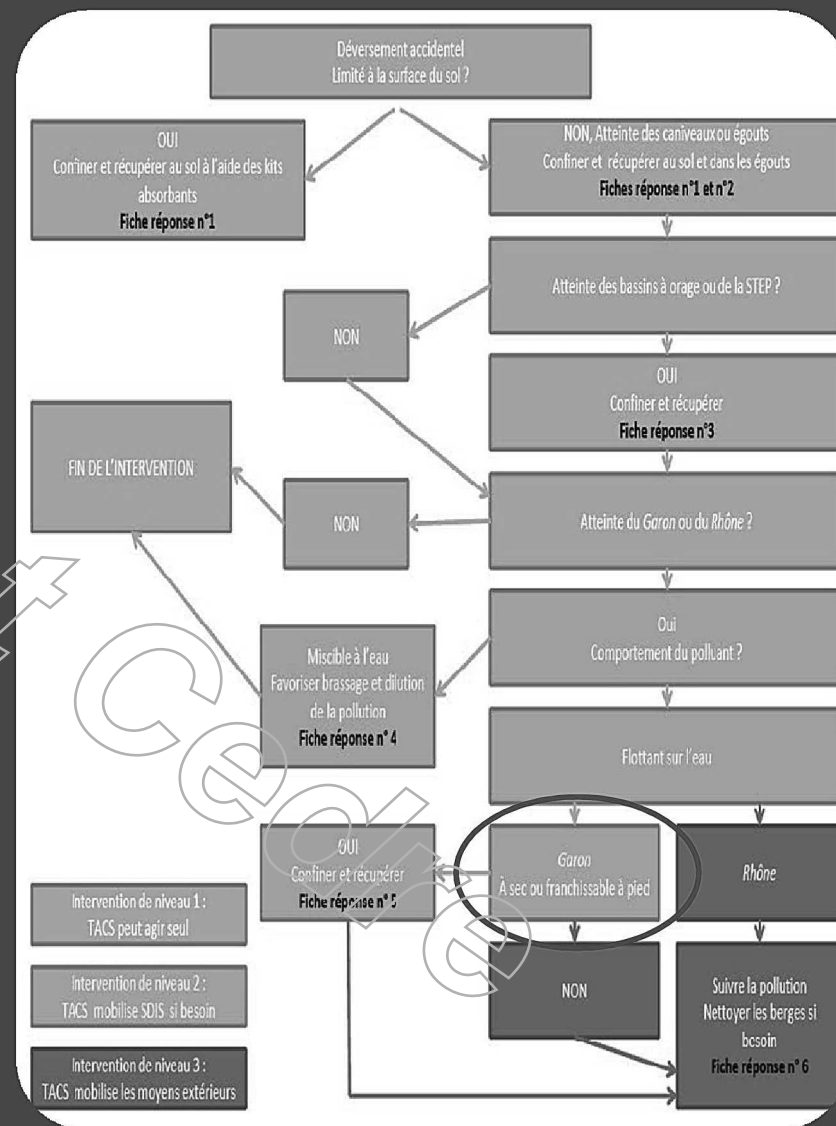 Déversement accidentel
Limité à la surface du sol ?
OUI
Confiner et récupérer au sol à l'aide des kits
absorbants
Fiche réponse n°1
NON, Atteinte des caniveaux ou égouts
Confiner et récupérer au sol et dans les égouts
Fiches réponse n°1 et n°2
Atteinte des bassins à orage ou de la STEP ?
NON
OUI
Confiner et récupérer
Fiche réponse n°3
FIN DE L'INTERVENTION
NON
Atteinte du Garon ou du Rhône ?
Oui
Comportement du polluant ?
Miscible à l'eau
Favoriser brassage et dilution
de la pollution
Fiche réponse n° 4
Flottant sur l'eau
OUI
Confiner et récupérer
Fiche réponse n° 5
Garon
À sec ou franchissable à pied
Rhône
Intervention de niveau 1 :
TACS peut agir seul
Intervention de niveau 2 :
TACS mobilise SDIS si besoin
Intervention de niveau 3 :
TACS mobilise les moyens extérieurs
NON
Suivre la pollution
Nettoyer les berges si
besoin
Fiche réponse n° 6
Cedre